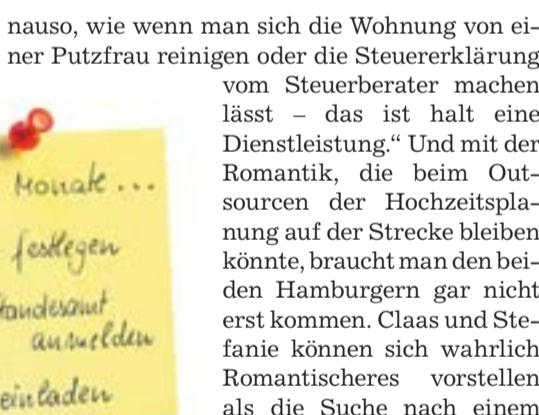 nauso, wie wenn man sich die Wohnung von ei-
ner Putzfrau reinigen oder die Steuererklärung
vom Steuerberater machen
lässt – das ist halt eine
Dienstleistung.“ Und mit der
Romantik, die beim Out-
sourcen der Hochzeitspla-
nung auf der Strecke bleiben
könnte, braucht man den bei-
den Hamburgern gar nicht
erst kommen. Claas und Ste-
fanie können sich wahrlich
Romantischeres vorstellen
als die Suche nach einem
Monate ...
festlegen
tandesamt
anmelden
einladen